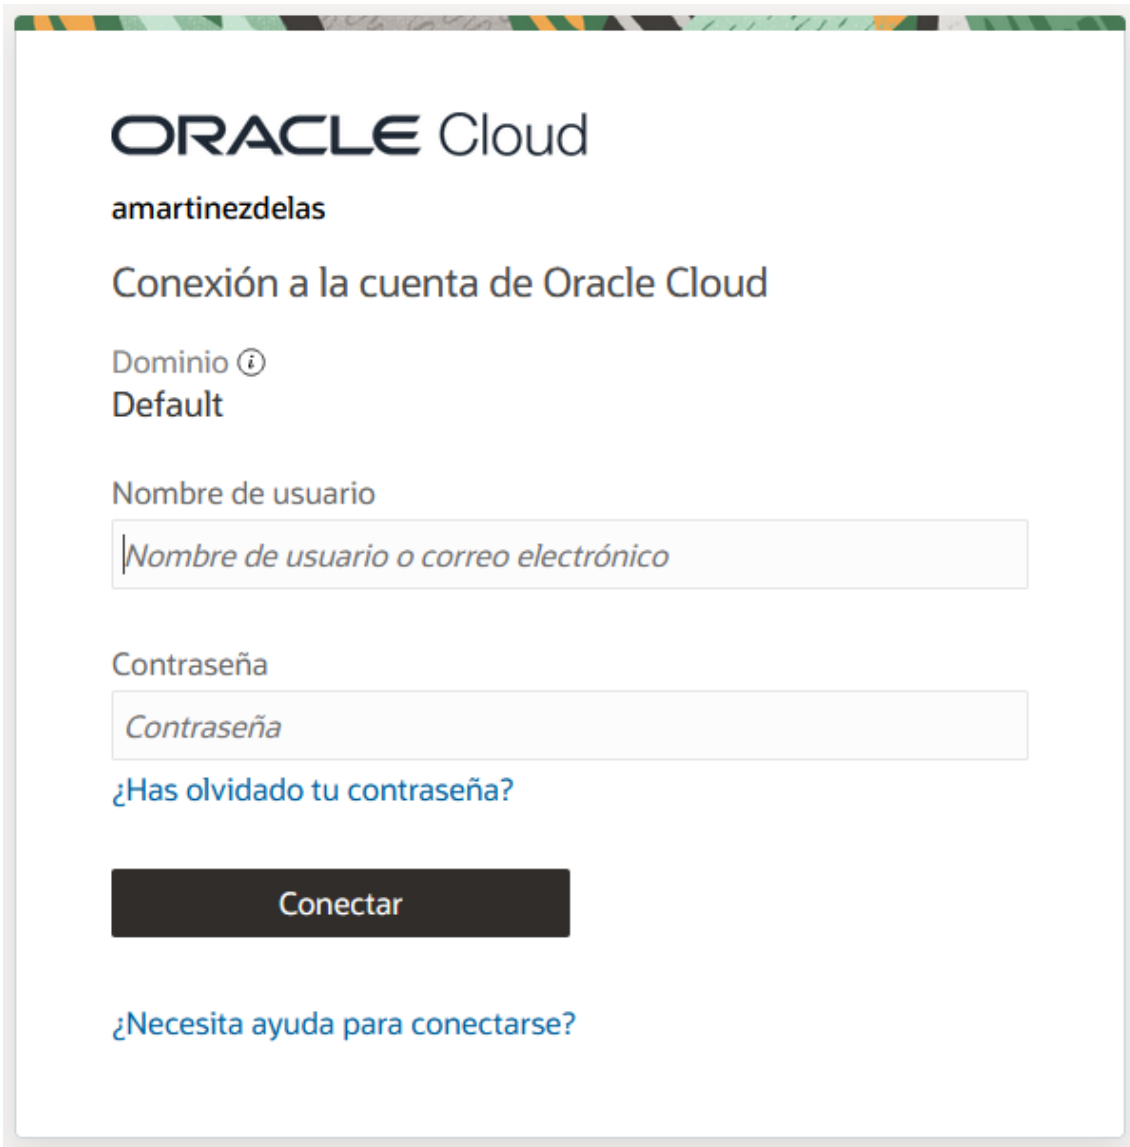 ORACLE Cloud
amartinezdelas
Conexión a la cuenta de Oracle Cloud
Dominio
Default
Nombre de usuario
Nombre de usuario o correo electrónico
Contraseña
Contraseña
¿Has olvidado tu contraseña?
Conectar
¿Necesita ayuda para conectarse?